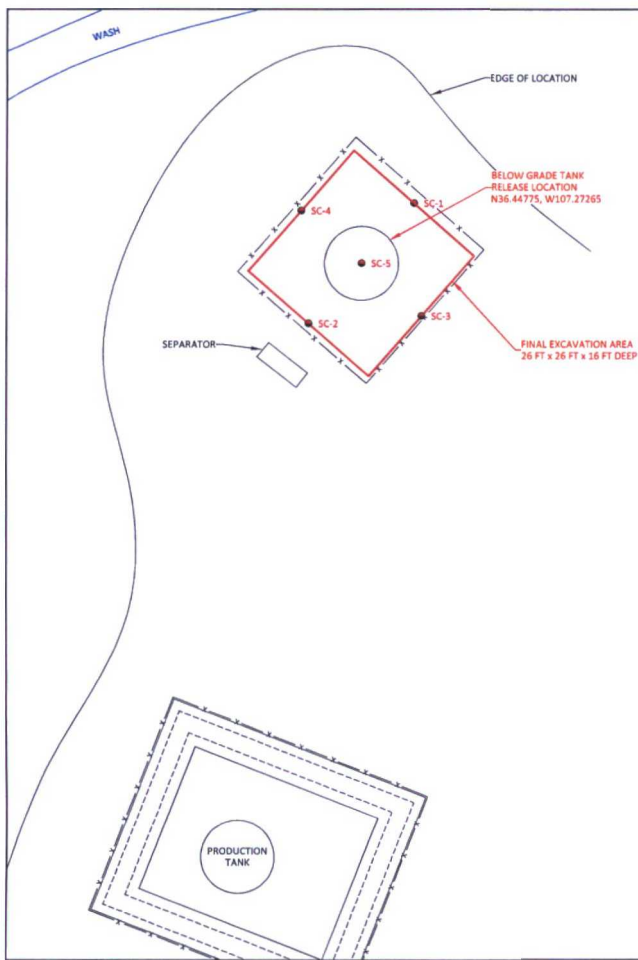 WASH
EDGE OF LOCATION
BELOW GRADE TANK
RELEASE LOCATION
N36.44775, W107.27265
SC-1
SC-4
SC-5
SC-2
SC-3
SEPARATOR
FINAL EXCAVATION AREA
26 FT x 26 FT x 16 FT DEEP
PRODUCTION
TANK